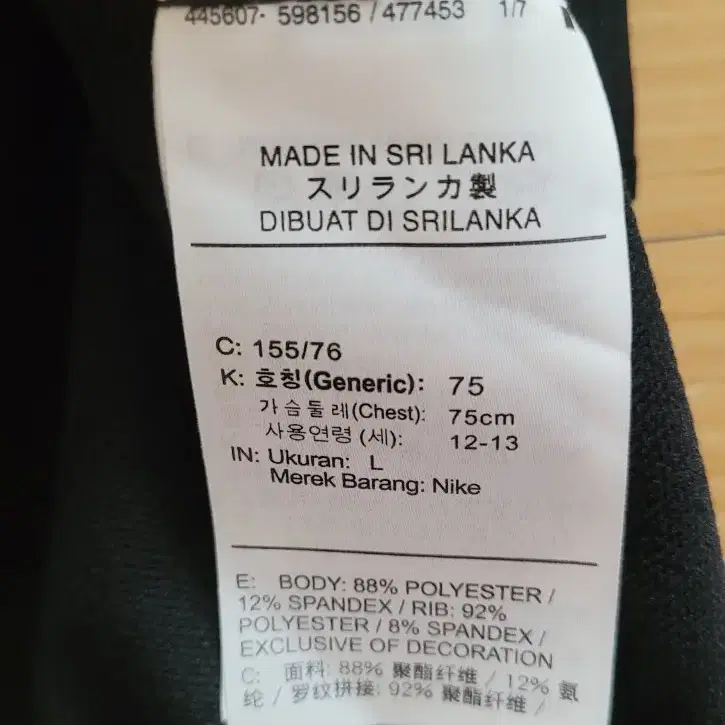 445607- 598156 / 477453 1/7
MADE IN SRI LANKA
スリランカ製
DIBUAT DI SRILANKA
C: 155/76
K: 호칭(Generic): 75
가슴둘레(Chest): 75cm
사용연령 (세): 12-13
IN: Ukuran: L
Merek Barang: Nike
E: BODY: 88% POLYESTER /
12% SPANDEX / RIB: 92%
POLYESTER / 8% SPANDEX /
EXCLUSIVE OF DECORATION
C: 面料: 88% 聚酯纤维 / 12% 氨
纶 / 罗纹拼接: 92% 聚酯纤维 /